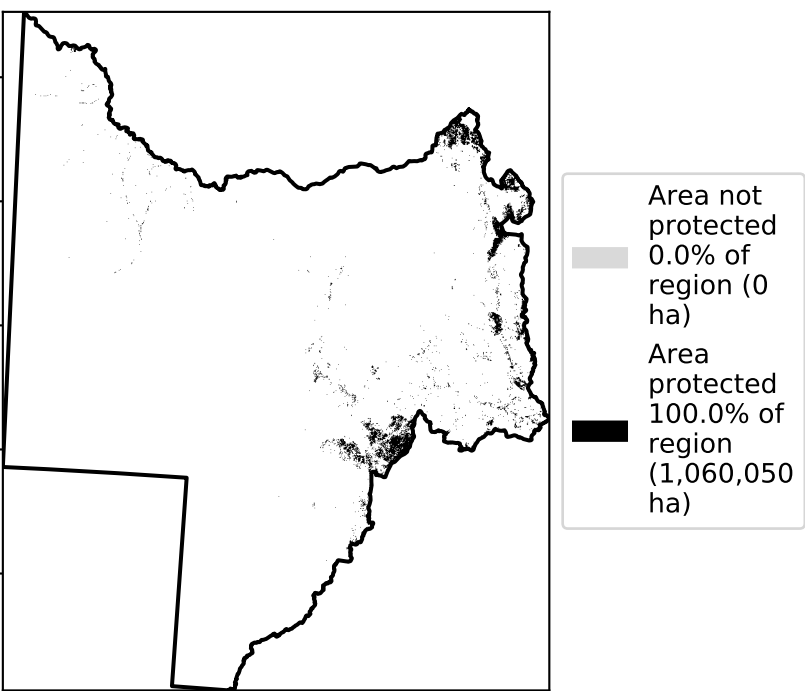 Area not
protected
0.0% of
region (0
ha)
Area
protected
100.0% of
region
(1,060,050
ha)